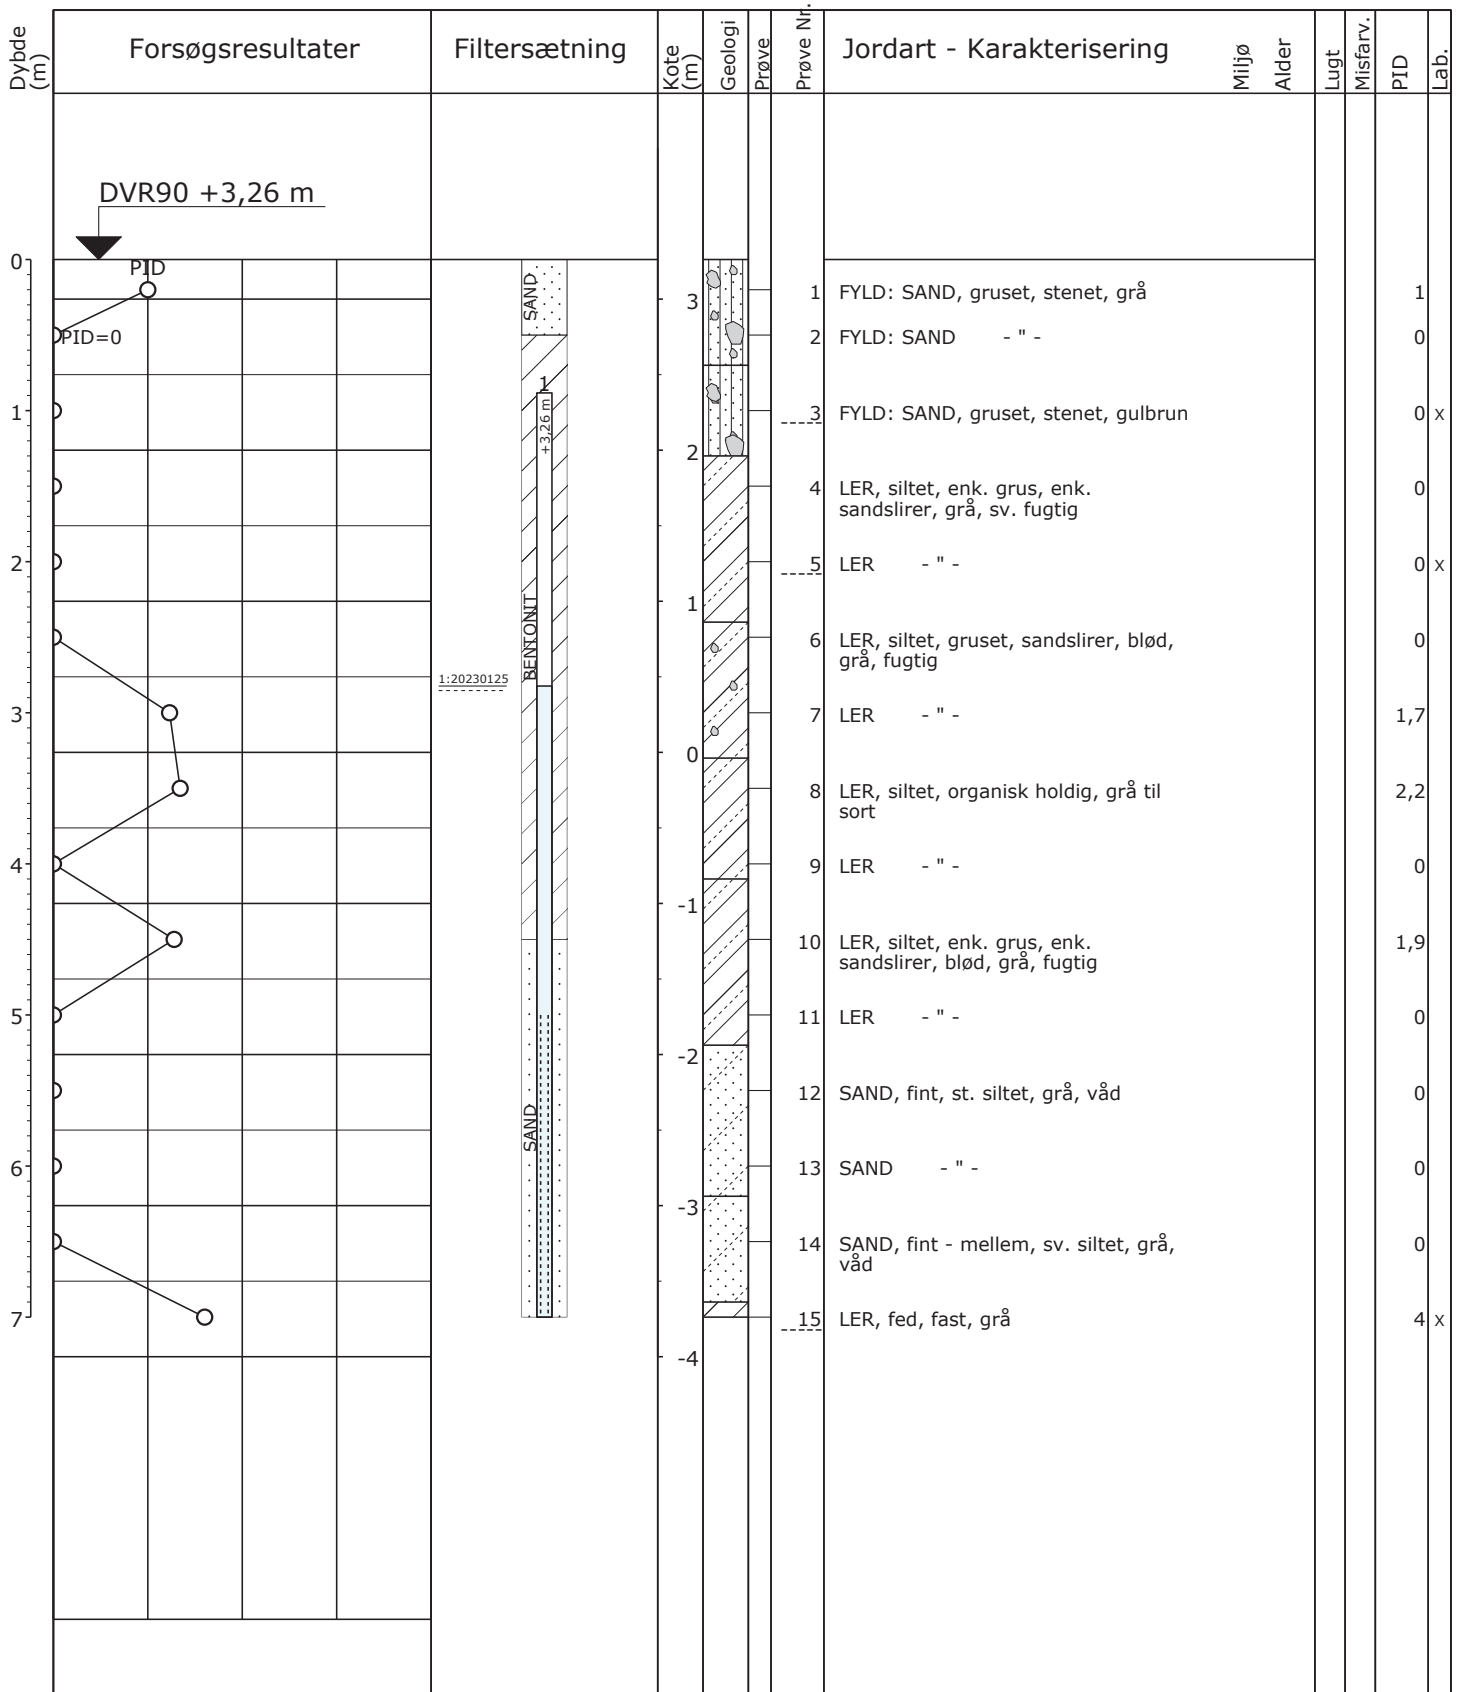 Dybde
(m)
Forsøgsresultater
Filtersætning
Kote
(m)
Geologi
Prøve
Prøve Nr.
Jordart - Karakterisering
Miljø
Alder
Lugt
Misfarv.
PID
Lab.
DVR90 +3,26 m
0
PID
SAND
3
1 FYLD: SAND, gruset, stenet, grå 1
PID=0
2 FYLD: SAND - " - 0
1
1
+3,26 m
3 FYLD: SAND, gruset, stenet, gulbrun 0 x
2
4 LER, siltet, enk. grus, enk. 0
sandslirer, grå, sv. fugtig
2
5 LER - " - 0 x
1
BENTONIT
6 LER, siltet, gruset, sandslirer, blød, 0
grå, fugtig
1:20230125
3
7 LER - " - 1,7
0
8 LER, siltet, organisk holdig, grå til 2,2
sort
4
9 LER - " - 0
-1
10 LER, siltet, enk. grus, enk. 1,9
sandslirer, blød, grå, fugtig
5
11 LER - " - 0
-2
12 SAND, fint, st. siltet, grå, våd 0
SAND
6
13 SAND - " - 0
-3
14 SAND, fint - mellem, sv. siltet, grå, 0
våd
7
15 LER, fed, fast, grå 4 x
-4